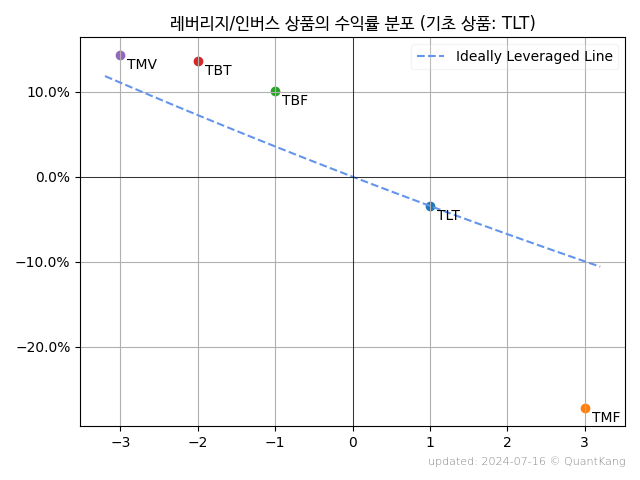 레버리지/인버스 상품의 수익률 분포 (기초 상품: TLT)
Ideally Leveraged Line
TMV
TBT
TBF
TLT
TMF
10.0%
0.0%
−10.0%
−20.0%
−3
−2
−1
0
1
2
3
updated: 2024-07-16 © QuantKang